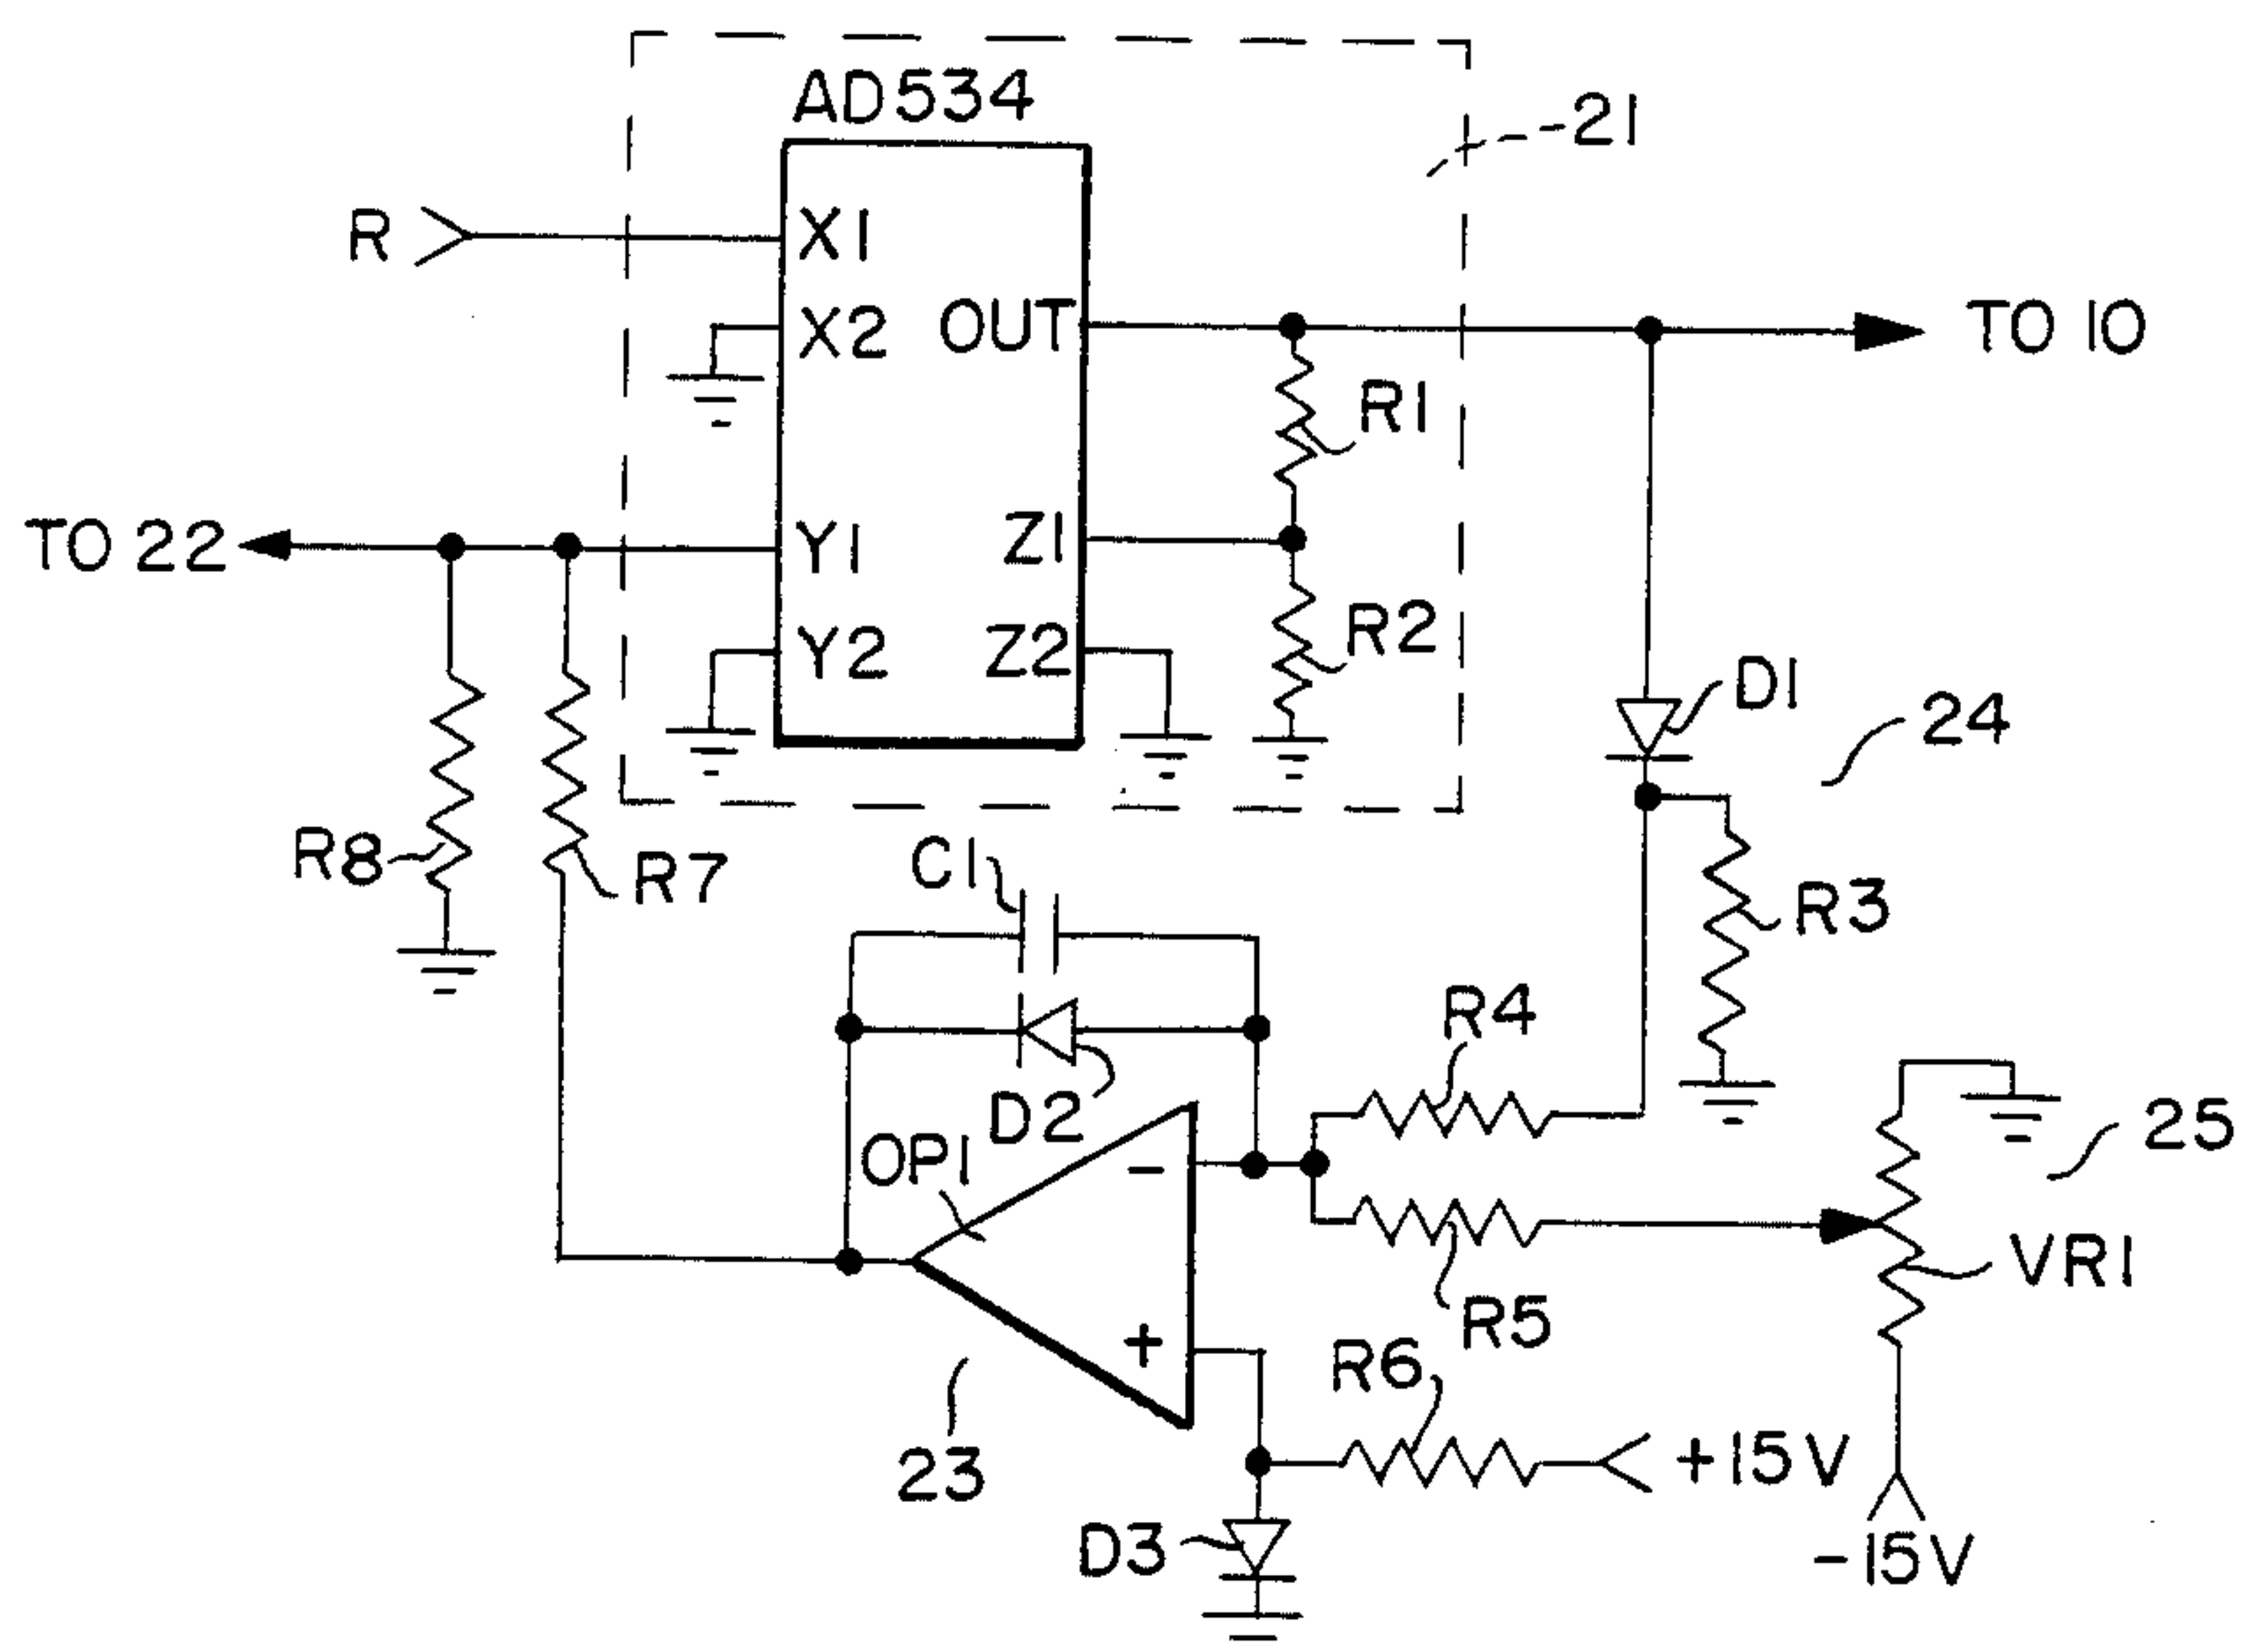 AD534
21
R
X1
X2
OUT
TO 10
R1
TO 22
Y1
Z1
Y2
Z2
R2
D1
24
R8
R7
C1
R3
R4
D2
OP1
-
25
+
R5
VR1
R6
23
+15V
D3
-15V